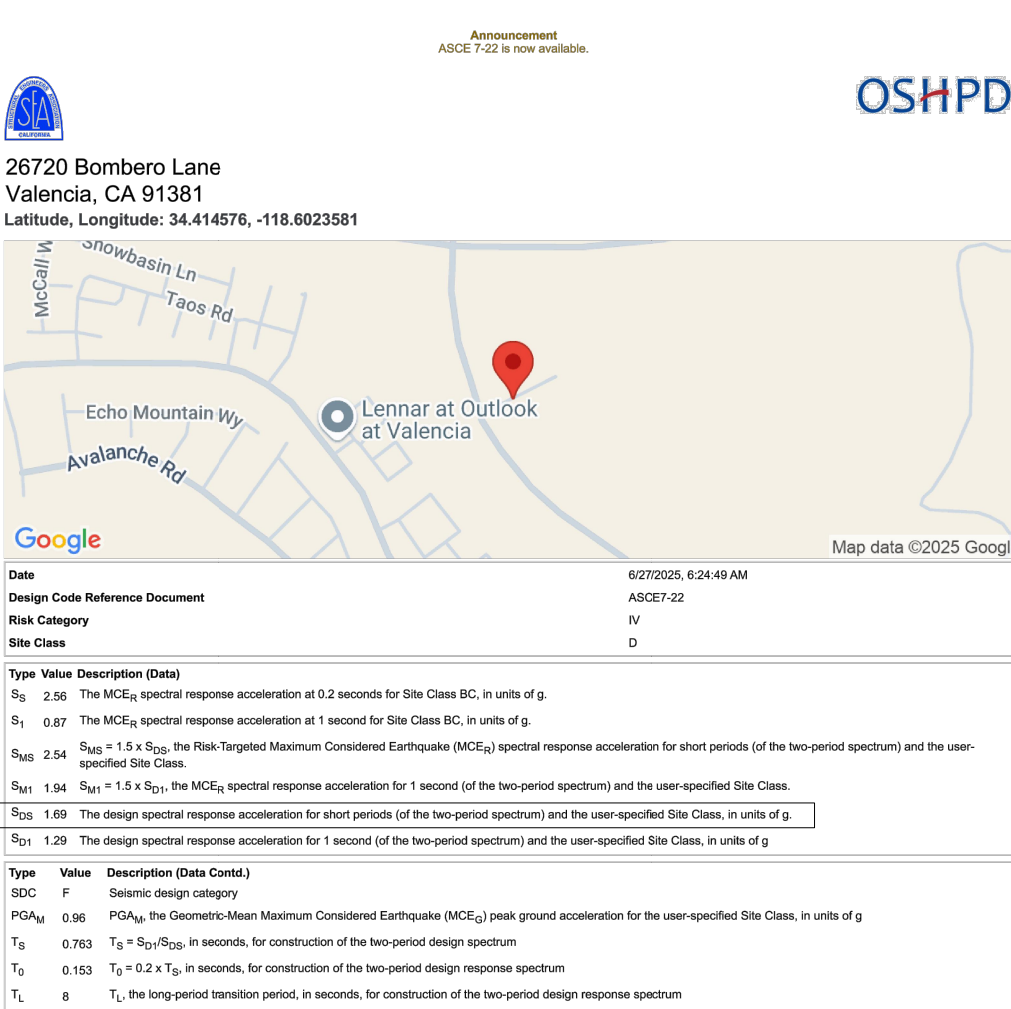 Announcement
ASCE 7-22 is now available.
STRUCTURAL ENGINEERS ASSOCIATION
SEA
CALIFORNIA
OSHPD
26720 Bombero Lane
Valencia, CA 91381
Latitude, Longitude: 34.414576, -118.6023581
McCall W
Snowbasin Ln
Taos Rd
Echo Mountain Wy
Avalanche Rd
Lennar at Outlook
at Valencia
Google
Map data ©2025 Googl
Date 6/27/2025, 6:24:49 AM
Design Code Reference Document ASCE7-22
Risk Category IV
Site Class D
Type Value Description (Data)
SS 2.56 The MCER spectral response acceleration at 0.2 seconds for Site Class BC, in units of g.
S1 0.87 The MCER spectral response acceleration at 1 second for Site Class BC, in units of g.
SMS 2.54 SMS = 1.5 x SDS, the Risk-Targeted Maximum Considered Earthquake (MCER) spectral response acceleration for short periods (of the two-period spectrum) and the user-
specified Site Class.
SM1 1.94 SM1 = 1.5 x SD1, the MCER spectral response acceleration for 1 second (of the two-period spectrum) and the user-specified Site Class.
SDS 1.69 The design spectral response acceleration for short periods (of the two-period spectrum) and the user-specified Site Class, in units of g.
SD1 1.29 The design spectral response acceleration for 1 second (of the two-period spectrum) and the user-specified Site Class, in units of g
Type Value Description (Data Contd.)
SDC F Seismic design category
PGAM 0.96 PGAM, the Geometric-Mean Maximum Considered Earthquake (MCEG) peak ground acceleration for the user-specified Site Class, in units of g
TS 0.763 TS = SD1/SDS, in seconds, for construction of the two-period design spectrum
T0 0.153 T0 = 0.2 x TS, in seconds, for construction of the two-period design response spectrum
TL 8 TL, the long-period transition period, in seconds, for construction of the two-period design response spectrum